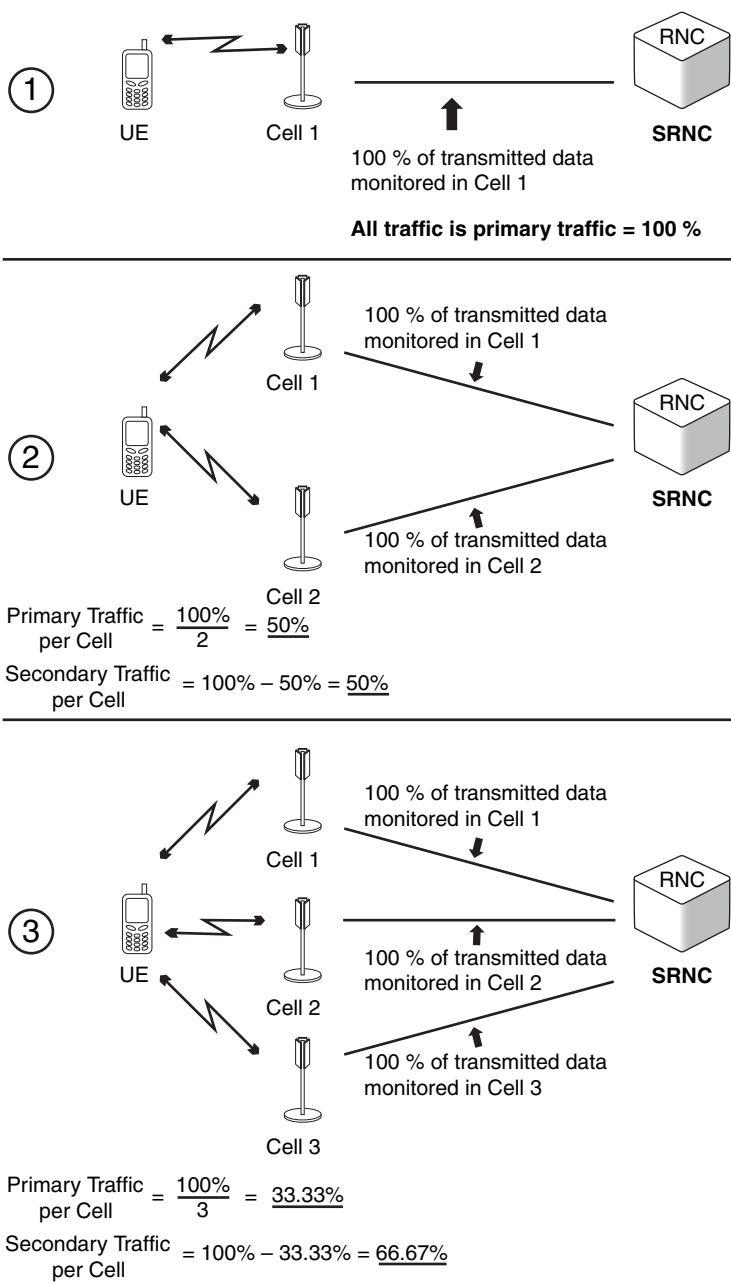 RNC
1
UE
Cell 1
SRNC
100 % of transmitted data
monitored in Cell 1
All traffic is primary traffic = 100 %
100 % of transmitted data
monitored in Cell 1
Cell 1
RNC
2
UE
SRNC
100 % of transmitted data
monitored in Cell 2
Cell 2
Primary Traffic
per Cell
= 100%
2
= 50%
Secondary Traffic
per Cell
= 100% – 50% = 50%
100 % of transmitted data
monitored in Cell 1
Cell 1
RNC
3
UE
100 % of transmitted data
monitored in Cell 2
SRNC
Cell 2
100 % of transmitted data
monitored in Cell 3
Cell 3
Primary Traffic
per Cell
= 100%
3
= 33.33%
Secondary Traffic
per Cell
= 100% – 33.33% = 66.67%